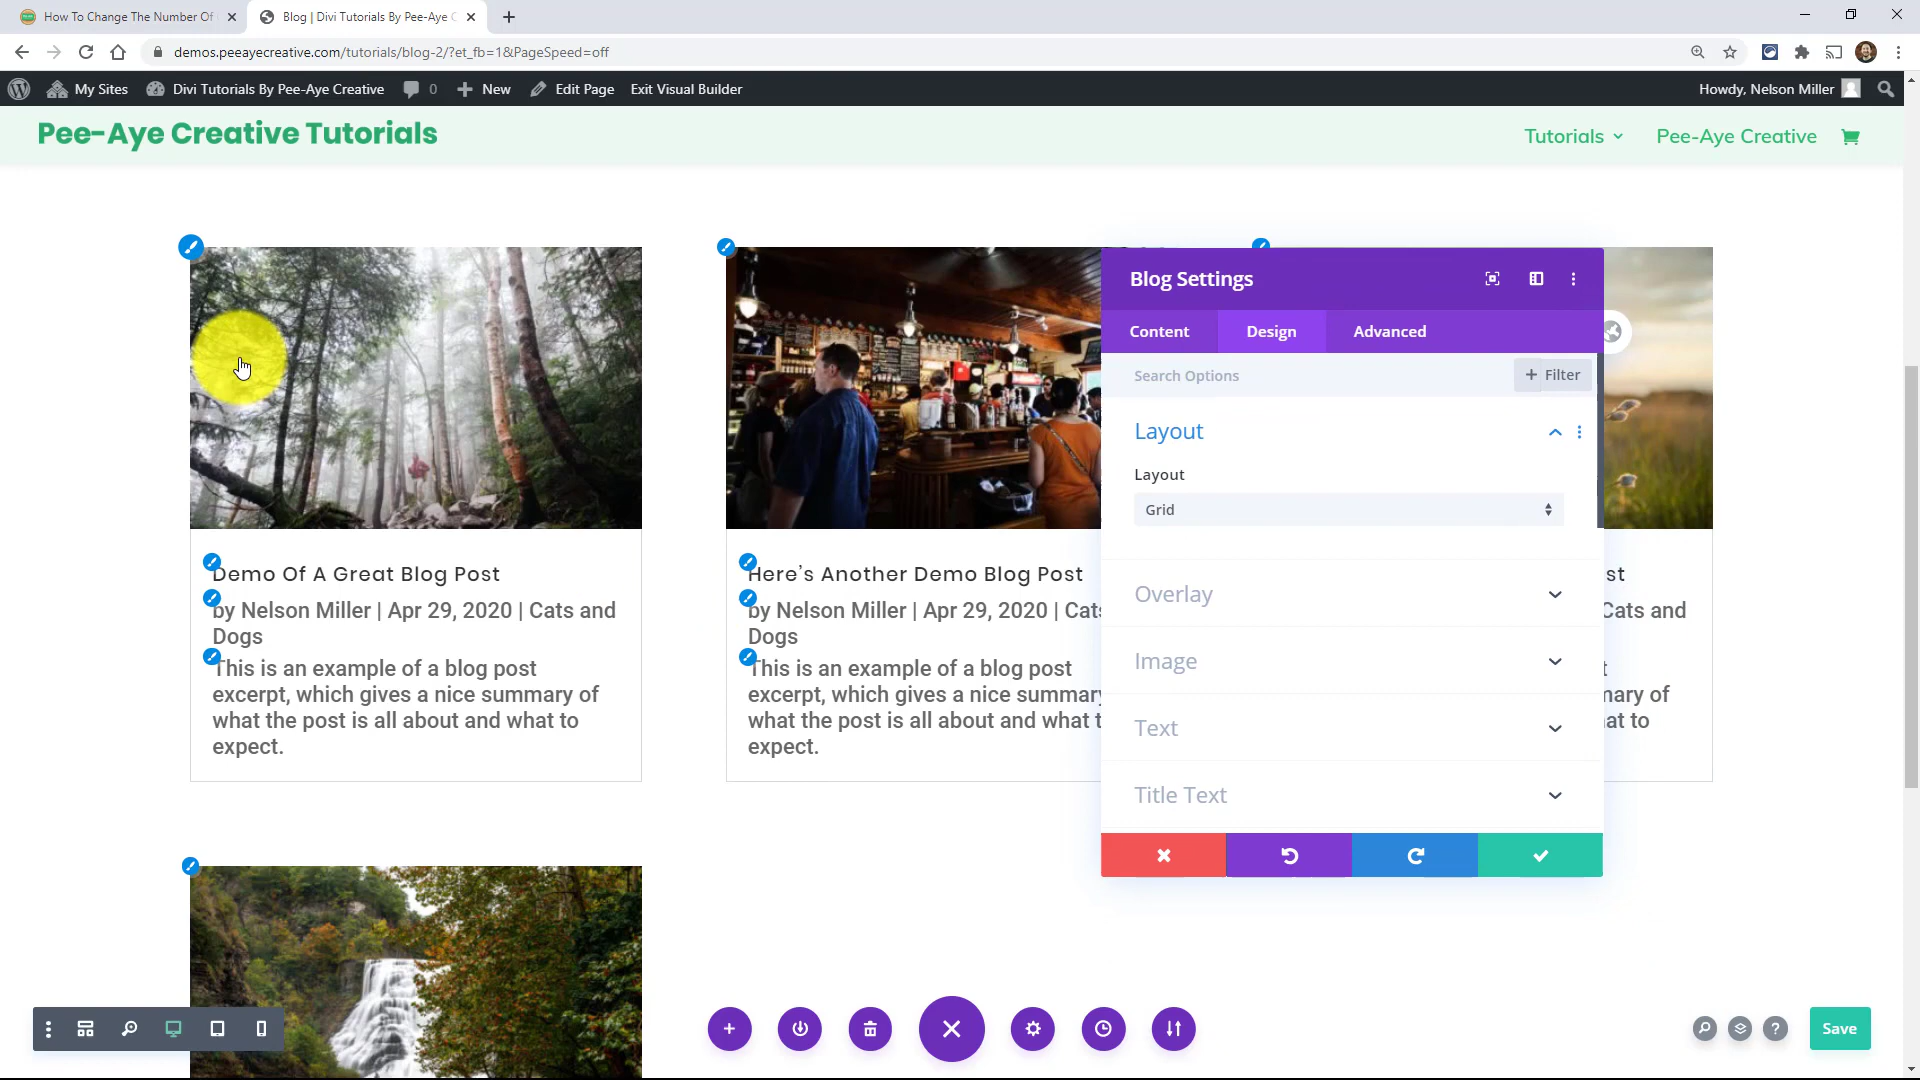 How To Change The Number Of
Blog | Divi Tutorials By Pee-Aye C
demos.peeayecreative.com/tutorials/blog-2/?et_fb=1&PageSpeed=off
My Sites
Divi Tutorials By Pee-Aye Creative
0
New
Edit Page
Exit Visual Builder
Howdy, Nelson Miller
Pee-Aye Creative Tutorials
Tutorials
Pee-Aye Creative
Blog Settings
Content
Design
Advanced
Search Options
+ Filter
Layout
Layout
Grid
Overlay
Image
Text
Title Text
Demo Of A Great Blog Post
by Nelson Miller | Apr 29, 2020 | Cats and
Dogs
This is an example of a blog post
excerpt, which gives a nice summary of
what the post is all about and what to
expect.
Here's Another Demo Blog Post
by Nelson Miller | Apr 29, 2020 | Cats
Dogs
This is an example of a blog post
excerpt, which gives a nice summary
what the post is all about and what t
expect.
st
Cats and
t
mary of
at to
?
Save